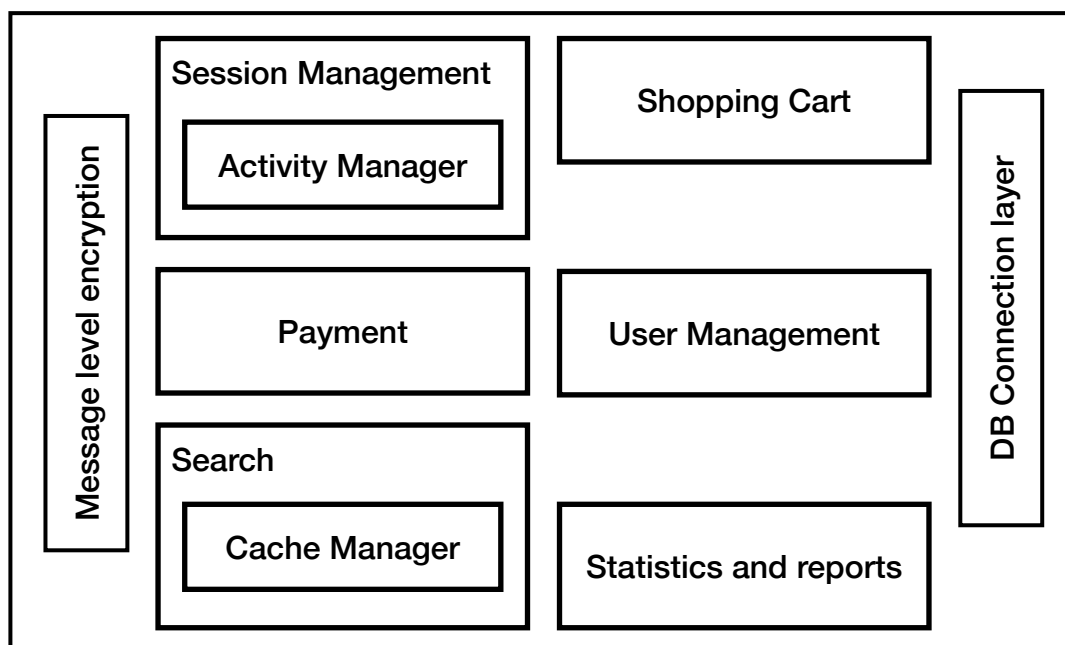 Message level encryption
Session Management
Activity Manager
Payment
Search
Cache Manager
Shopping Cart
User Management
Statistics and reports
DB Connection layer